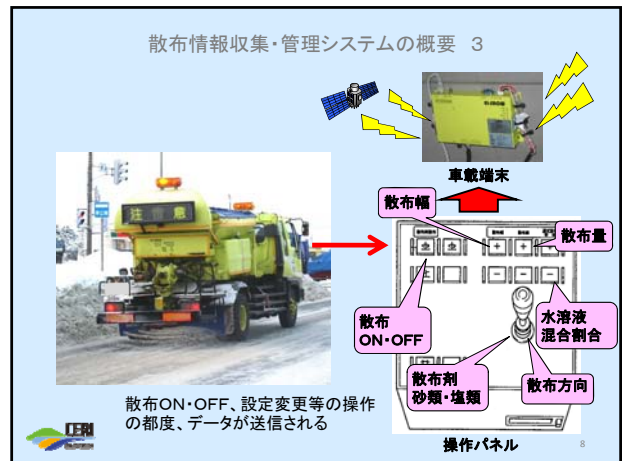 散布情報収集・管理システムの概要 3
車載端末
散布幅
散布量
散布
ON・OFF
水溶液
混合割合
散布剤
砂類・塩類
散布方向
操作パネル
散布ON・OFF、設定変更等の操作
の都度、データが送信される
CERI
8